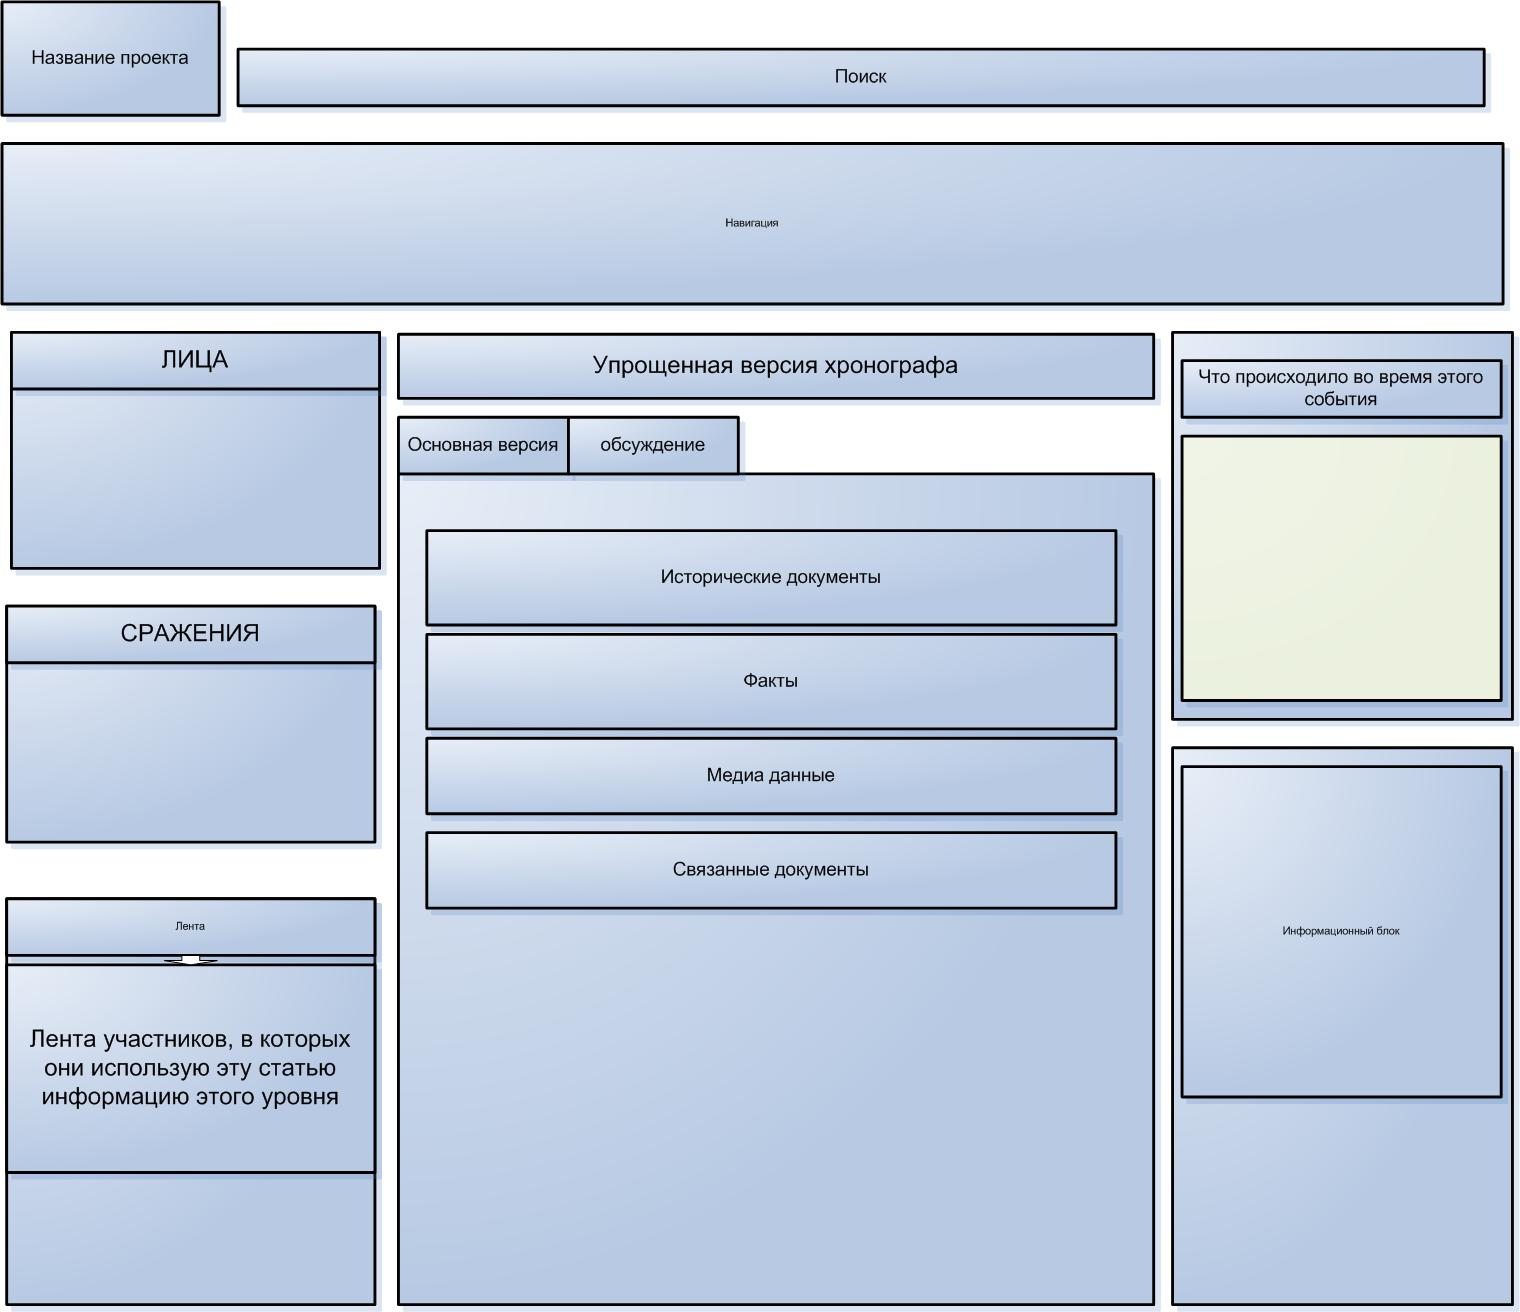 Название проекта
Поиск
Навигация
ЛИЦА
СРАЖЕНИЯ
Лента
Лента участников, в которых
они использую эту статью
информацию этого уровня
Упрощенная версия хронографа
Основная версия
обсуждение
Исторические документы
Факты
Медиа данные
Связанные документы
Что происходило во время этого
события
Информационный блок